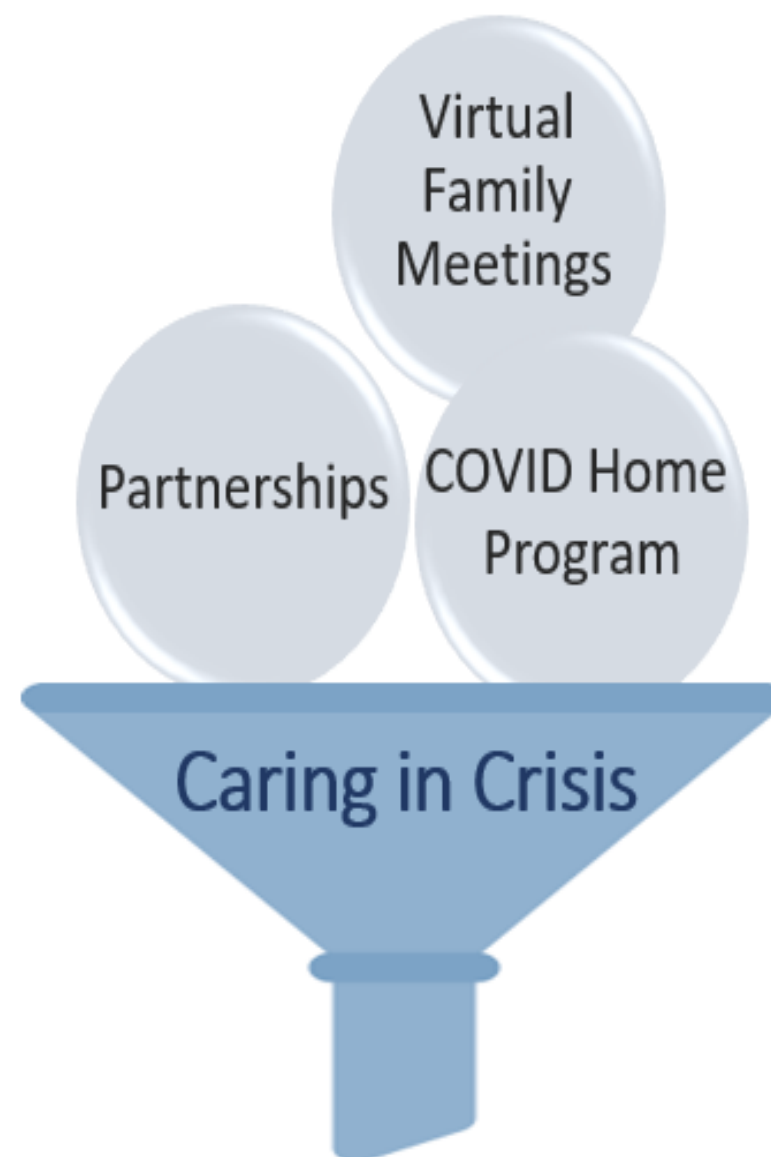 Virtual
Family
Meetings
Partnerships
COVID Home
Program
Caring in Crisis